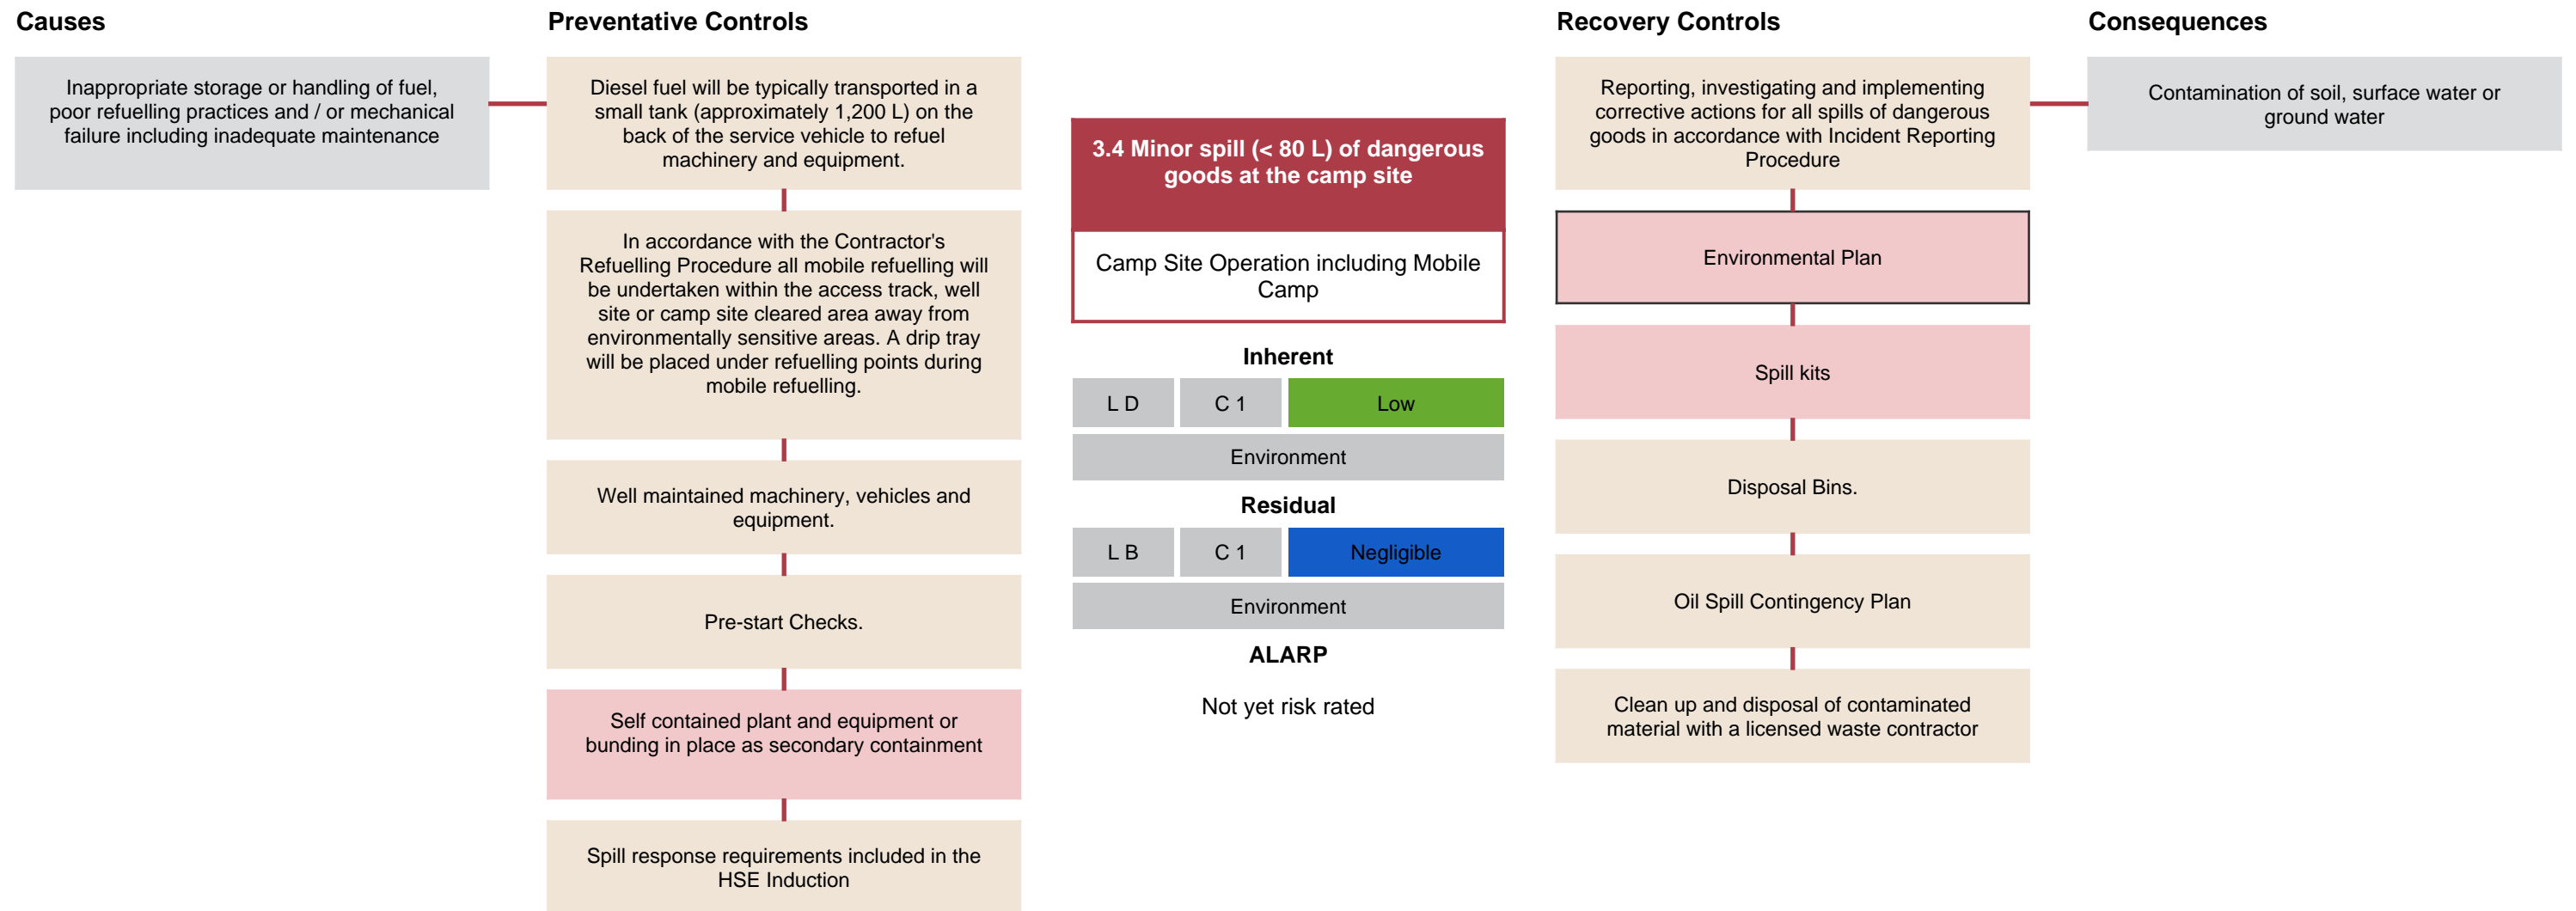 Causes
Inappropriate storage or handling of fuel,
poor refuelling practices and / or mechanical
failure including inadequate maintenance
Preventative Controls
Diesel fuel will be typically transported in a
small tank (approximately 1,200 L) on the
back of the service vehicle to refuel
machinery and equipment.
In accordance with the Contractor's
Refuelling Procedure all mobile refuelling will
be undertaken within the access track, well
site or camp site cleared area away from
environmentally sensitive areas. A drip tray
will be placed under refuelling points during
mobile refuelling.
Well maintained machinery, vehicles and
equipment.
Pre-start Checks.
Self contained plant and equipment or
bunding in place as secondary containment
Spill response requirements included in the
HSE Induction
3.4 Minor spill (< 80 L) of dangerous
goods at the camp site
Camp Site Operation including Mobile
Camp
Inherent
L D
C 1
Low
Environment
Residual
L B
C 1
Negligible
Environment
ALARP
Not yet risk rated
Recovery Controls
Reporting, investigating and implementing
corrective actions for all spills of dangerous
goods in accordance with Incident Reporting
Procedure
Environmental Plan
Spill kits
Disposal Bins.
Oil Spill Contingency Plan
Clean up and disposal of contaminated
material with a licensed waste contractor
Consequences
Contamination of soil, surface water or
ground water